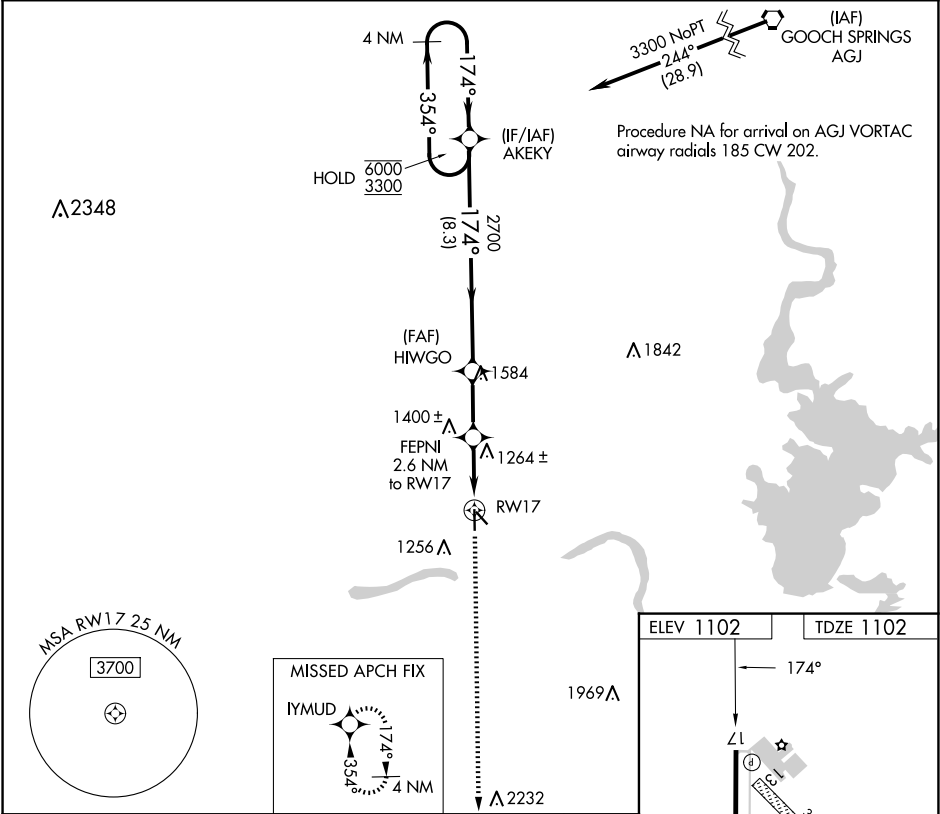 4 NM
174°
354°
(IF/IAF)
AKEKY
HOLD
6000
3300
3300 NoPT
244°
(28.9)
(IAF)
GOOCH SPRINGS
AGJ
Procedure NA for arrival on AGJ VORTAC
airway radials 185 CW 202.
2348
2700
174°
(8.3)
(FAF)
HIWGO
1584
1842
1400 ±
FEPNI
2.6 NM
to RW17
1264 ±
RW17
1256
MSA RW17 25 NM
3700
MISSED APCH FIX
IYMUD
174°
354°
4 NM
1969
2232
ELEV 1102
TDZE 1102
174°
17
P
13